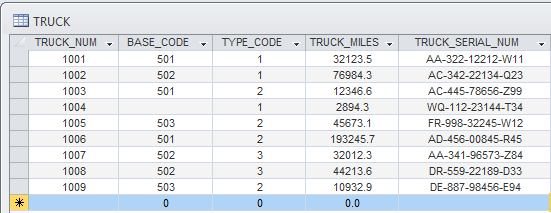 TRUCK
TRUCK_NUM BASE_CODE TYPE_CODE TRUCK_MILES TRUCK_SERIAL_NUM
1001 501 1 32123.5 AA-322-12212-W11
1002 502 1 76984.3 AC-342-22134-Q23
1003 501 2 12346.6 AC-445-78656-Z99
1004 1 2894.3 WQ-112-23144-T34
1005 503 2 45673.1 FR-998-32245-W12
1006 501 2 193245.7 AD-456-00845-R45
1007 502 3 32012.3 AA-341-96573-Z84
1008 502 3 44213.6 DR-559-22189-D33
1009 503 2 10932.9 DE-887-98456-E94
* 0 0 0.0